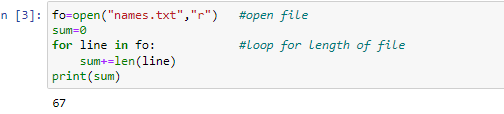 n [3]: fo=open("names.txt","r")   #open file
sum=0
for line in fo:            #loop for length of file
    sum+=len(line)
print(sum)
67